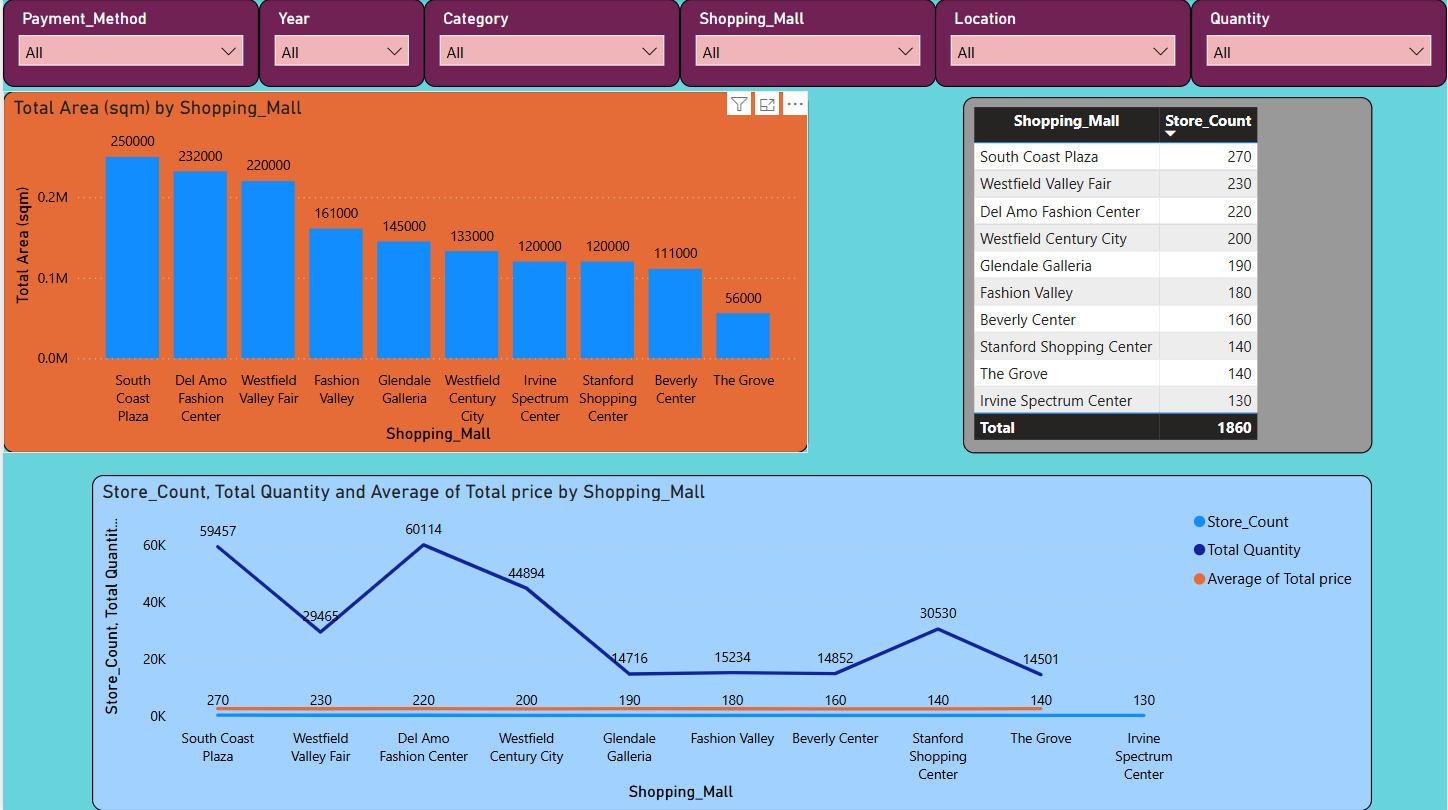 Payment_Method
All
Year
All
Category
All
Shopping_Mall
All
Location
All
Quantity
All
Total Area (sqm) by Shopping_Mall
Total Area (sqm)
0.2M
0.1M
0.0M
250000
232000
220000
161000
145000
133000
120000
120000
111000
56000
South Coast Plaza
Del Amo Fashion Center
Westfield Valley Fair
Fashion Valley
Glendale Galleria
Westfield Century City
Irvine Spectrum Center
Stanford Shopping Center
Beverly Center
The Grove
Shopping_Mall
Shopping_Mall Store_Count
South Coast Plaza 270
Westfield Valley Fair 230
Del Amo Fashion Center 220
Westfield Century City 200
Glendale Galleria 190
Fashion Valley 180
Beverly Center 160
Stanford Shopping Center 140
The Grove 140
Irvine Spectrum Center 130
Total 1860
Store_Count, Total Quantity and Average of Total price by Shopping_Mall
Store_Count, Total Quantit...
60K
40K
20K
0K
59457
29465
60114
44894
14716
15234
14852
30530
14501
270
230
220
200
190
180
160
140
140
130
South Coast Plaza
Westfield Valley Fair
Del Amo Fashion Center
Westfield Century City
Glendale Galleria
Fashion Valley
Beverly Center
Stanford Shopping Center
The Grove
Irvine Spectrum Center
Shopping_Mall
Store_Count
Total Quantity
Average of Total price